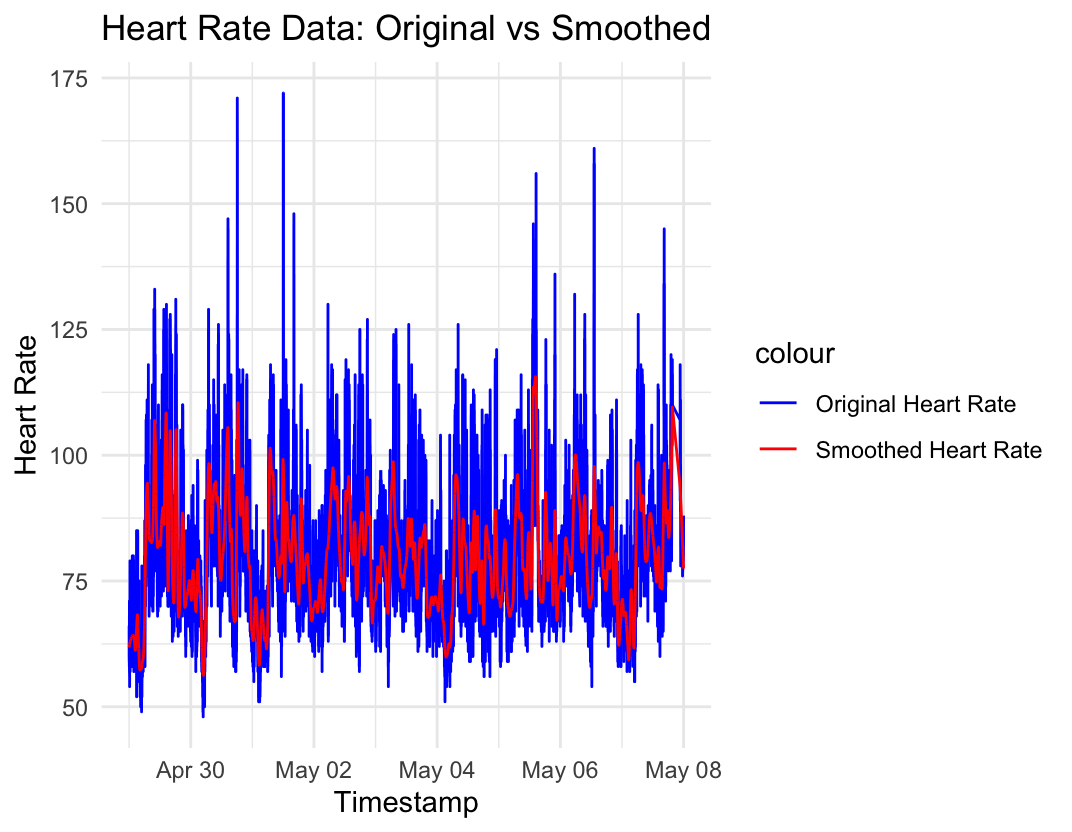 Heart Rate Data: Original vs Smoothed
175
150
125
100
75
50
Heart Rate
Apr 30
May 02
May 04
May 06
May 08
Timestamp
colour
Original Heart Rate
Smoothed Heart Rate